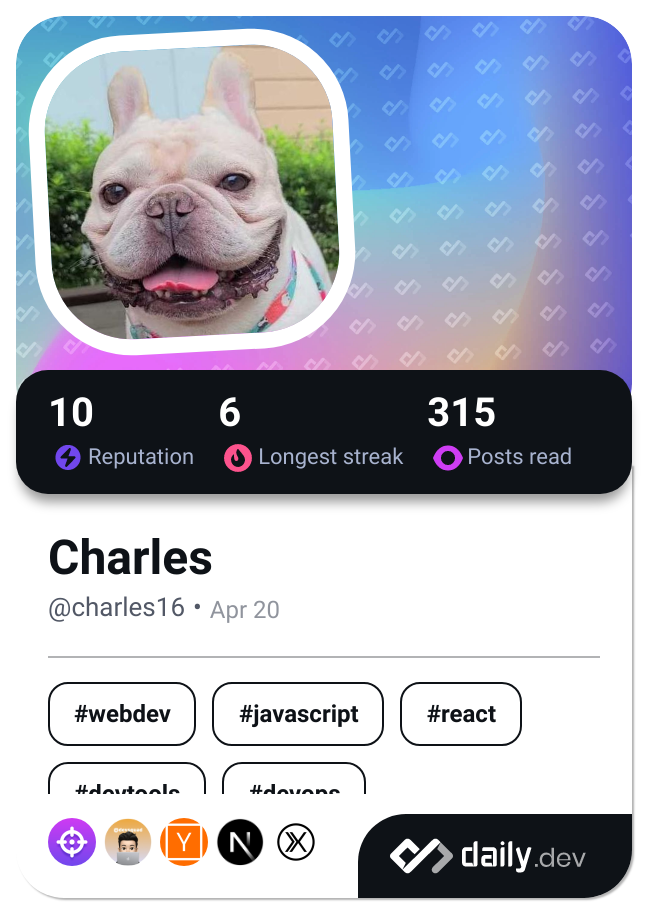 10 6 315
Reputation Longest streak Posts read
Charles
@charles16 • Apr 20
#webdev #javascript #react
#devtools #devops
Y N
daily.dev